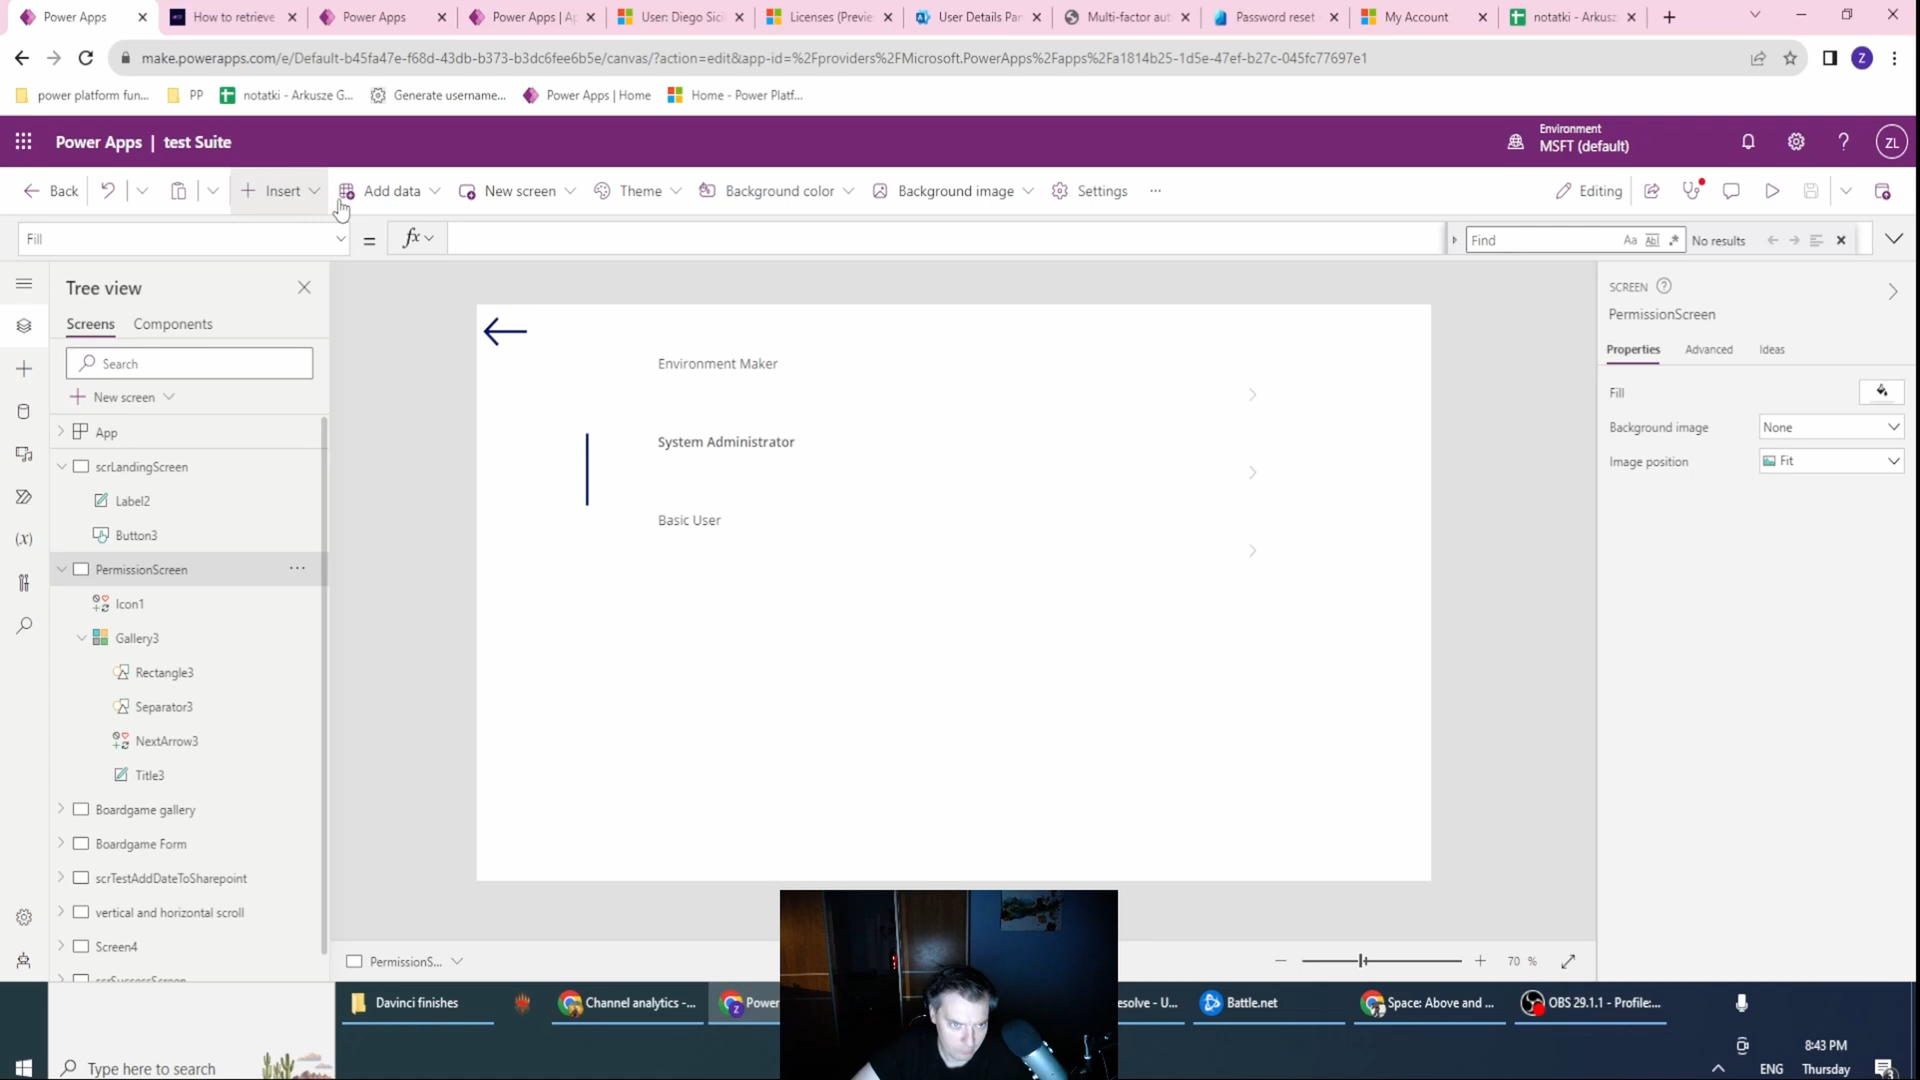 Power Apps
How to retrieve
Power Apps
Power Apps | A
User: Diego Sici
Licenses (Previe
User Details Par
Multi-factor aut
Password reset -
My Account
notatki - Arkusz
make.powerapps.com/e/Default-b45fa47e-f68d-43db-b373-b3dc6fee6b5e/canvas/?action=edit&app-id=%2Fproviders%2FMicrosoft.PowerApps%2Fapps%2Fa1814b25-1d5e-47ef-b27c-045fc77697e1
Z
power platform fun...
PP
notatki - Arkusze G...
Generate username...
Power Apps | Home
Home - Power Platf...
Power Apps | test Suite
Environment
MSFT (default)
ZL
Back
Insert
Add data
New screen
Theme
Background color
Background image
Settings
...
Editing
Fill
=
fx
Find
Aa
Abl
.*
No results
Tree view
Screens
Components
Search
New screen
App
scrLandingScreen
Label2
Button3
PermissionScreen
...
Icon1
Gallery3
Rectangle3
Separator3
NextArrow3
Title3
Boardgame gallery
Boardgame Form
scrTestAddDateToSharepoint
vertical and horizontal scroll
Screen4
scrSuccessScreen
(x)
Environment Maker
System Administrator
Basic User
SCREEN
PermissionScreen
Properties
Advanced
Ideas
Fill
Background image
None
Image position
Fit
PermissionS...
70 %
Davinci finishes
Channel analytics -...
Power
esolve - U...
Battle.net
Space: Above and ...
OBS 29.1.1 - Profile:...
Type here to search
8:43 PM
ENG
Thursday
3